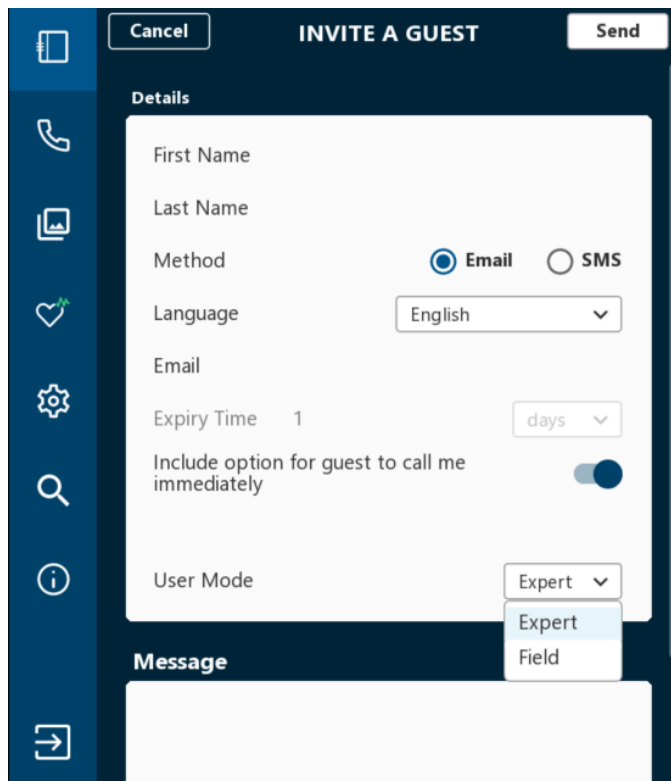 Cancel INVITE A GUEST Send
Details
First Name
Last Name
Method Email SMS
Language English
Email
Expiry Time 1 days
Include option for guest to call me
immediately
User Mode Expert
Expert
Field
Message